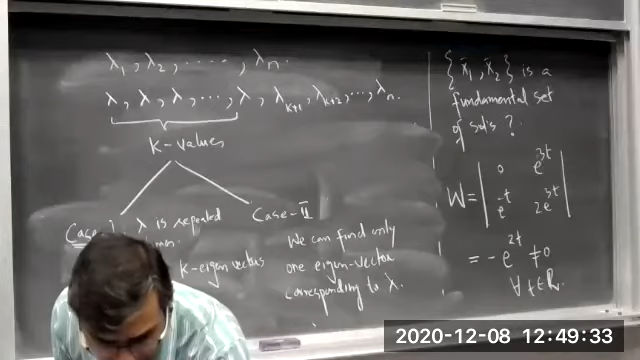 λ₁, λ₂, ....., λn.
λ, λ, λ, ..., λ, λ, λk+1, λk+2, ..., λn.
K-values
Case-I λ is repeated
K-eigen vectors
Case-II
We can find only
one eigen-vector
corresponding to λ.
{x̄₁, x̄₂} is a
fundamental set
of sols ?
W = | 0 e^{3t} |
| e^{-t} 2e^{3t} |
= -e^{2t} ≠ 0
∀ t ∈ ℝ.
2020-12-08 12:49:33